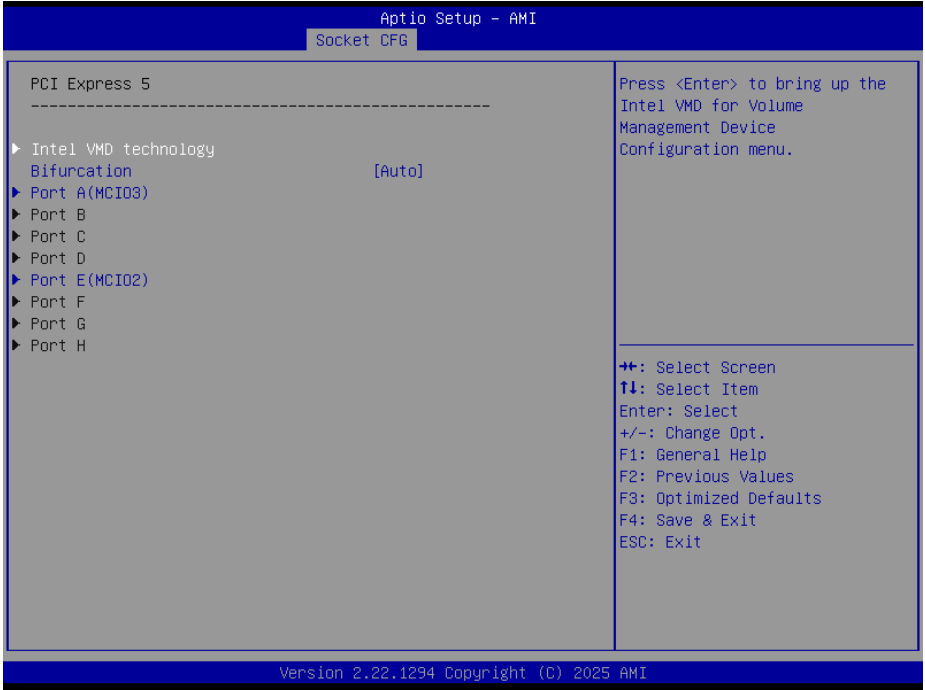 Aptio Setup – AMI
Socket CFG
PCI Express 5
--------------------------------------------------
Intel VMD technology
Bifurcation [Auto]
Port A(MCIO3)
Port B
Port C
Port D
Port E(MCIO2)
Port F
Port G
Port H
Press <Enter> to bring up the
Intel VMD for Volume
Management Device
Configuration menu.
→←: Select Screen
↑↓: Select Item
Enter: Select
+/-: Change Opt.
F1: General Help
F2: Previous Values
F3: Optimized Defaults
F4: Save & Exit
ESC: Exit
Version 2.22.1294 Copyright (C) 2025 AMI